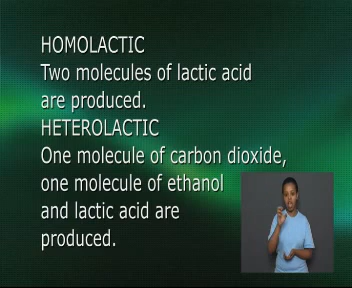 HOMOLACTIC
Two molecules of lactic acid
are produced.
HETEROLACTIC
One molecule of carbon dioxide,
one molecule of ethanol
and lactic acid are
produced.